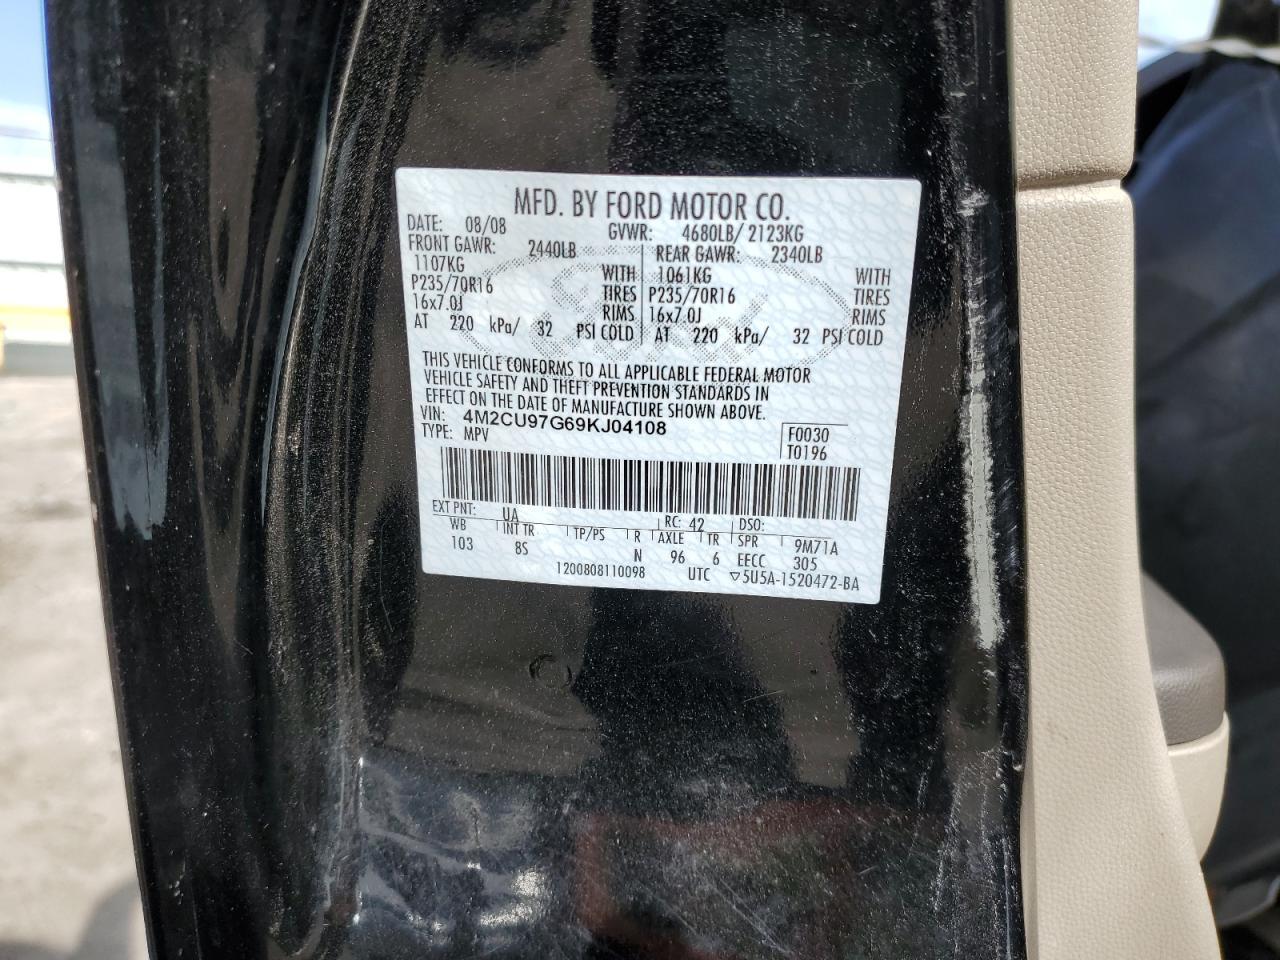 MFD. BY FORD MOTOR CO.
DATE: 08/08 GVWR: 4680LB/2123KG
FRONT GAWR: 2440LB REAR GAWR: 2340LB
1107KG WITH 1061KG WITH
P235/70R16 TIRES P235/70R16 TIRES
16x7.0J RIMS 16x7.0J RIMS
AT 220 kPa/ 32 PSI COLD AT 220 kPa/ 32 PSI COLD
THIS VEHICLE CONFORMS TO ALL APPLICABLE FEDERAL MOTOR
VEHICLE SAFETY AND THEFT PREVENTION STANDARDS IN
EFFECT ON THE DATE OF MANUFACTURE SHOWN ABOVE.
VIN: 4M2CU97G69KJ04108
TYPE: MPV F0030
T0196
EXT PNT: UA RC: 42 DSO:
WB INT TR TP/PS R AXLE TR SPR 9M71A
103 8S N 96 6 EECC 305
1200808110098 UTC ▽5U5A-1520472-BA